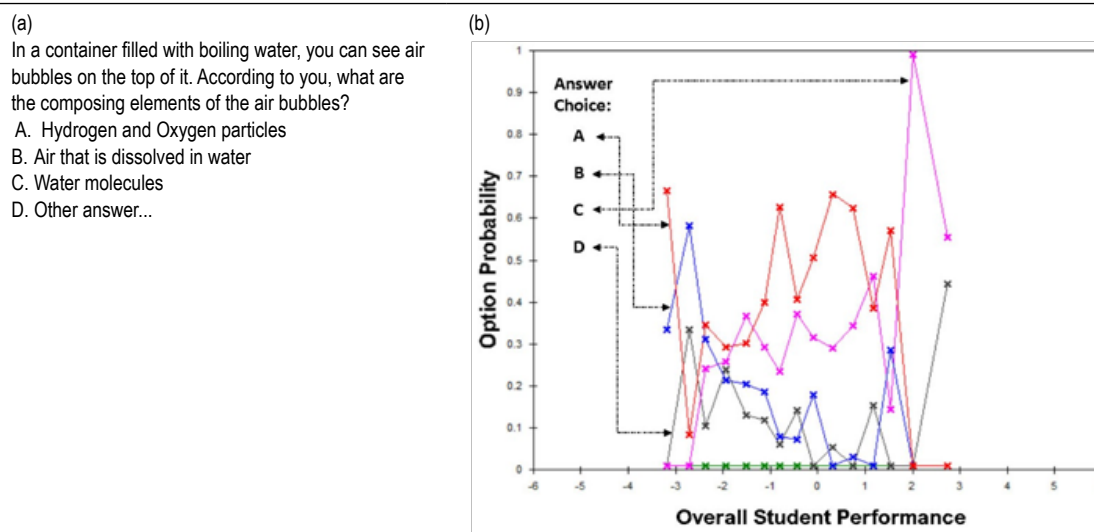 (a)
In a container filled with boiling water, you can see air
bubbles on the top of it. According to you, what are
the composing elements of the air bubbles?
A. Hydrogen and Oxygen particles
B. Air that is dissolved in water
C. Water molecules
D. Other answer...
(b)
Answer
Choice:
A
B
C
D
Option Probability
1
0.9
0.8
0.7
0.6
0.5
0.4
0.3
0.2
0.1
0
-6 -5 -4 -3 -2 -1 0 1 2 3 4 5
Overall Student Performance